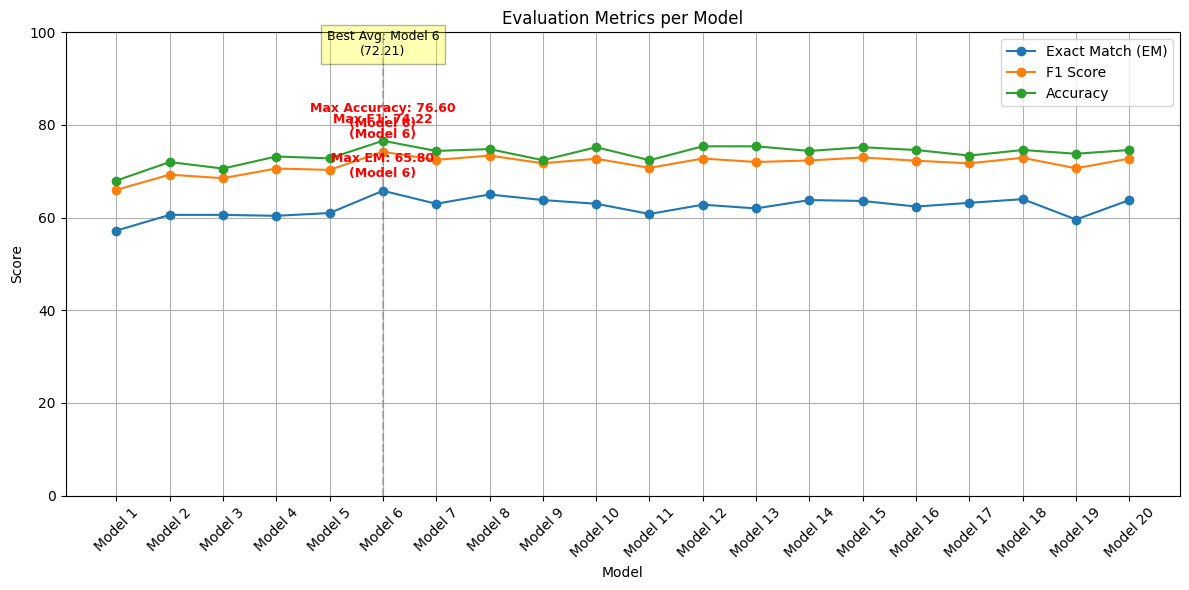 Evaluation Metrics per Model
Best Avg: Model 6
(72.21)
Exact Match (EM)
F1 Score
Accuracy
Max Accuracy: 76.60
(Model 6)
Max F1: 74.22
(Model 6)
Max EM: 65.80
(Model 6)
Score
100
80
60
40
20
0
Model 1
Model 2
Model 3
Model 4
Model 5
Model 6
Model 7
Model 8
Model 9
Model 10
Model 11
Model 12
Model 13
Model 14
Model 15
Model 16
Model 17
Model 18
Model 19
Model 20
Model